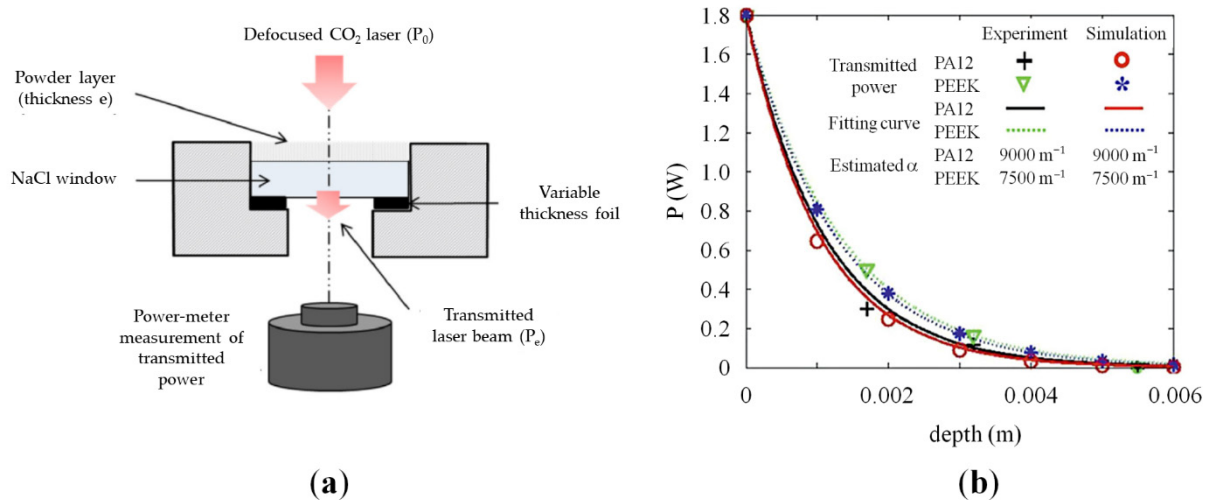 Defocused CO₂ laser (P₀)
Powder layer
(thickness e)
NaCl window
Variable
thickness foil
Power-meter
measurement of
transmitted
power
Transmitted
laser beam (Pₑ)
(a)
b)
1.8
1.6
1.4
1.2
1.0
0.8
0.6
0.4
0.2
0
P (W)
Experiment Simulation
Transmitted PA12
power PEEK
Fitting curve PA12
PEEK
Estimated α PA12 9000 m⁻¹ 9000 m⁻¹
PEEK 7500 m⁻¹ 7500 m⁻¹
0 0.002 0.004 0.006
depth (m)
(b)